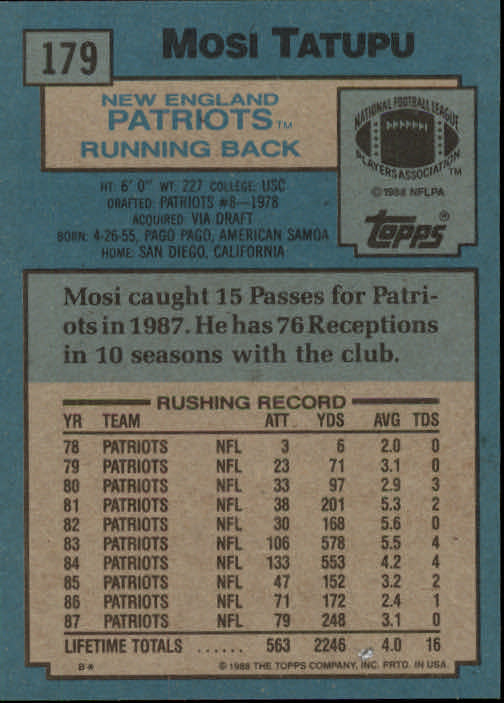 179
MOSI TATUPU
NEW ENGLAND
PATRIOTS™
RUNNING BACK
NATIONAL FOOTBALL LEAGUE
PLAYERS ASSOCIATION™
© 1988 NFLPA
TOPPS®
HT: 6' 0" WT: 227 COLLEGE: USC
DRAFTED: PATRIOTS #8—1978
ACQUIRED: VIA DRAFT
BORN: 4-26-55, PAGO PAGO, AMERICAN SAMOA
HOME: SAN DIEGO, CALIFORNIA
Mosi caught 15 Passes for Patri-
ots in 1987. He has 76 Receptions
in 10 seasons with the club.
RUSHING RECORD
YR TEAM ATT YDS AVG TDS
78 PATRIOTS NFL 3 6 2.0 0
79 PATRIOTS NFL 23 71 3.1 0
80 PATRIOTS NFL 33 97 2.9 3
81 PATRIOTS NFL 38 201 5.3 2
82 PATRIOTS NFL 30 168 5.6 0
83 PATRIOTS NFL 106 578 5.5 4
84 PATRIOTS NFL 133 553 4.2 4
85 PATRIOTS NFL 47 152 3.2 2
86 PATRIOTS NFL 71 172 2.4 1
87 PATRIOTS NFL 79 248 3.1 0
LIFETIME TOTALS ...... 563 2246 4.0 16
B* © 1988 THE TOPPS COMPANY, INC. PRTD. IN USA